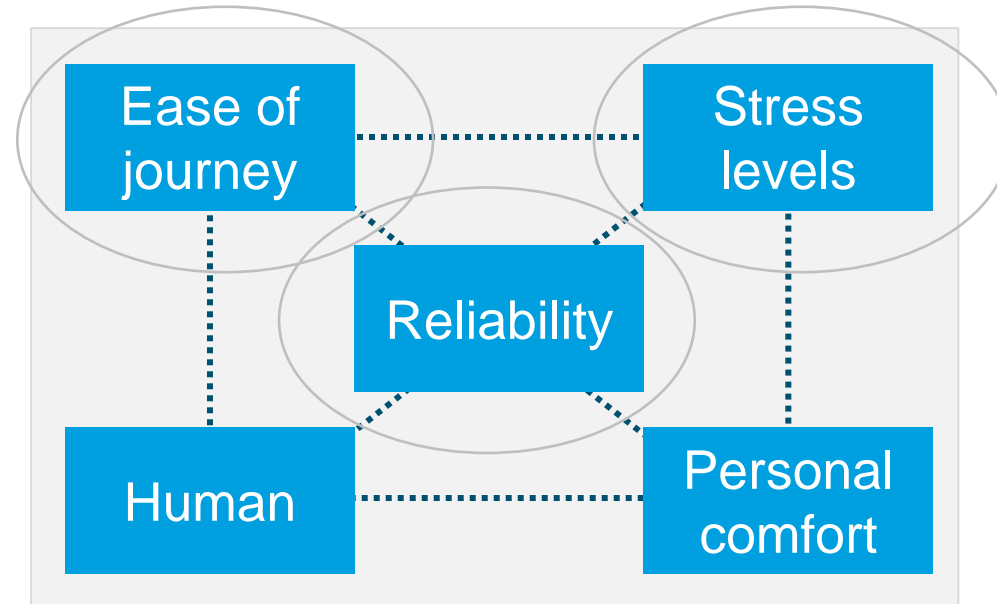 Ease of
journey
Stress
levels
Reliability
Human
Personal
comfort